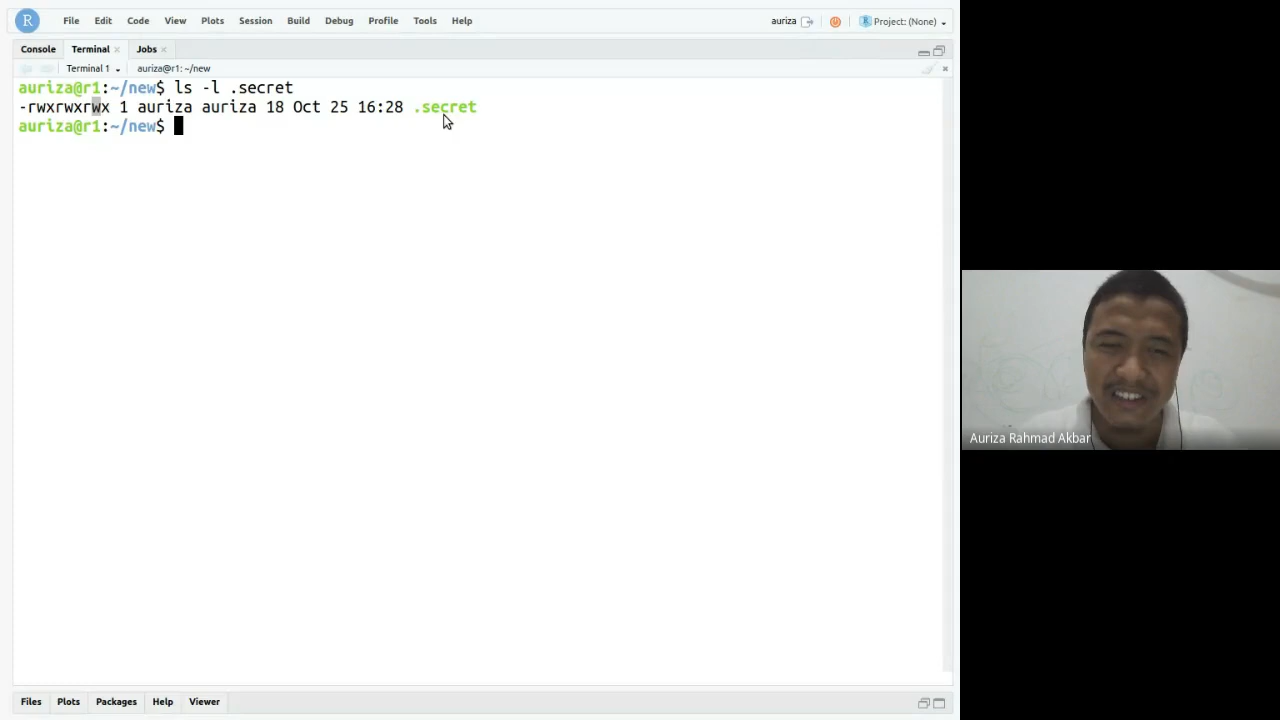 R File Edit Code View Plots Session Build Debug Profile Tools Help auriza R Project: (None)
Console Terminal Jobs
Terminal 1 auriza@r1: ~/new
auriza@r1:~/new$ ls -l .secret
-rwxrwxrwx 1 auriza auriza 18 Oct 25 16:28 .secret
auriza@r1:~/new$
Auriza Rahmad Akbar
Files Plots Packages Help Viewer